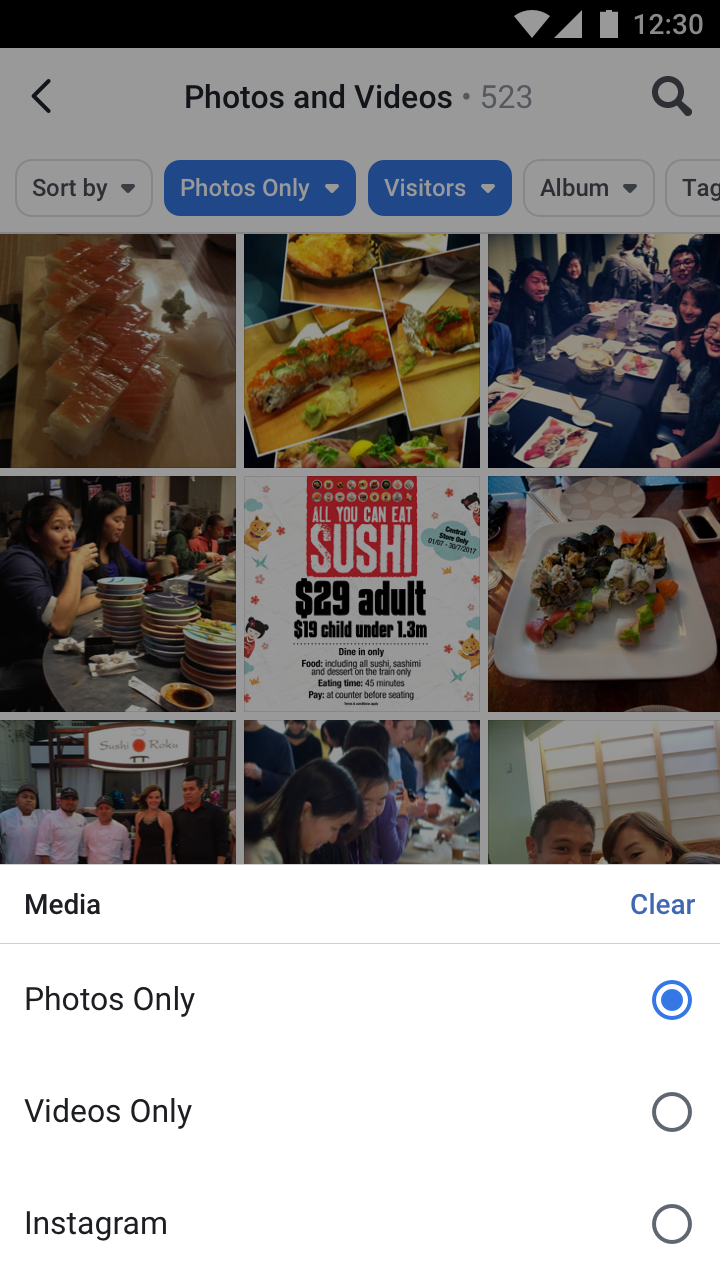 12:30
Photos and Videos • 523
Sort by
Photos Only
Visitors
Album
Tag
ALL YOU CAN EAT
SUSHI
Central
Store Only
01/07 - 30/7/2017
$29 adult
$19 child under 1.3m
Dine in only
Food: including all sushi, sashimi
and dessert on the train only
Eating time: 45 minutes
Pay: at counter before seating
Terms & conditions apply
Sushi Roku
Media
Clear
Photos Only
Videos Only
Instagram